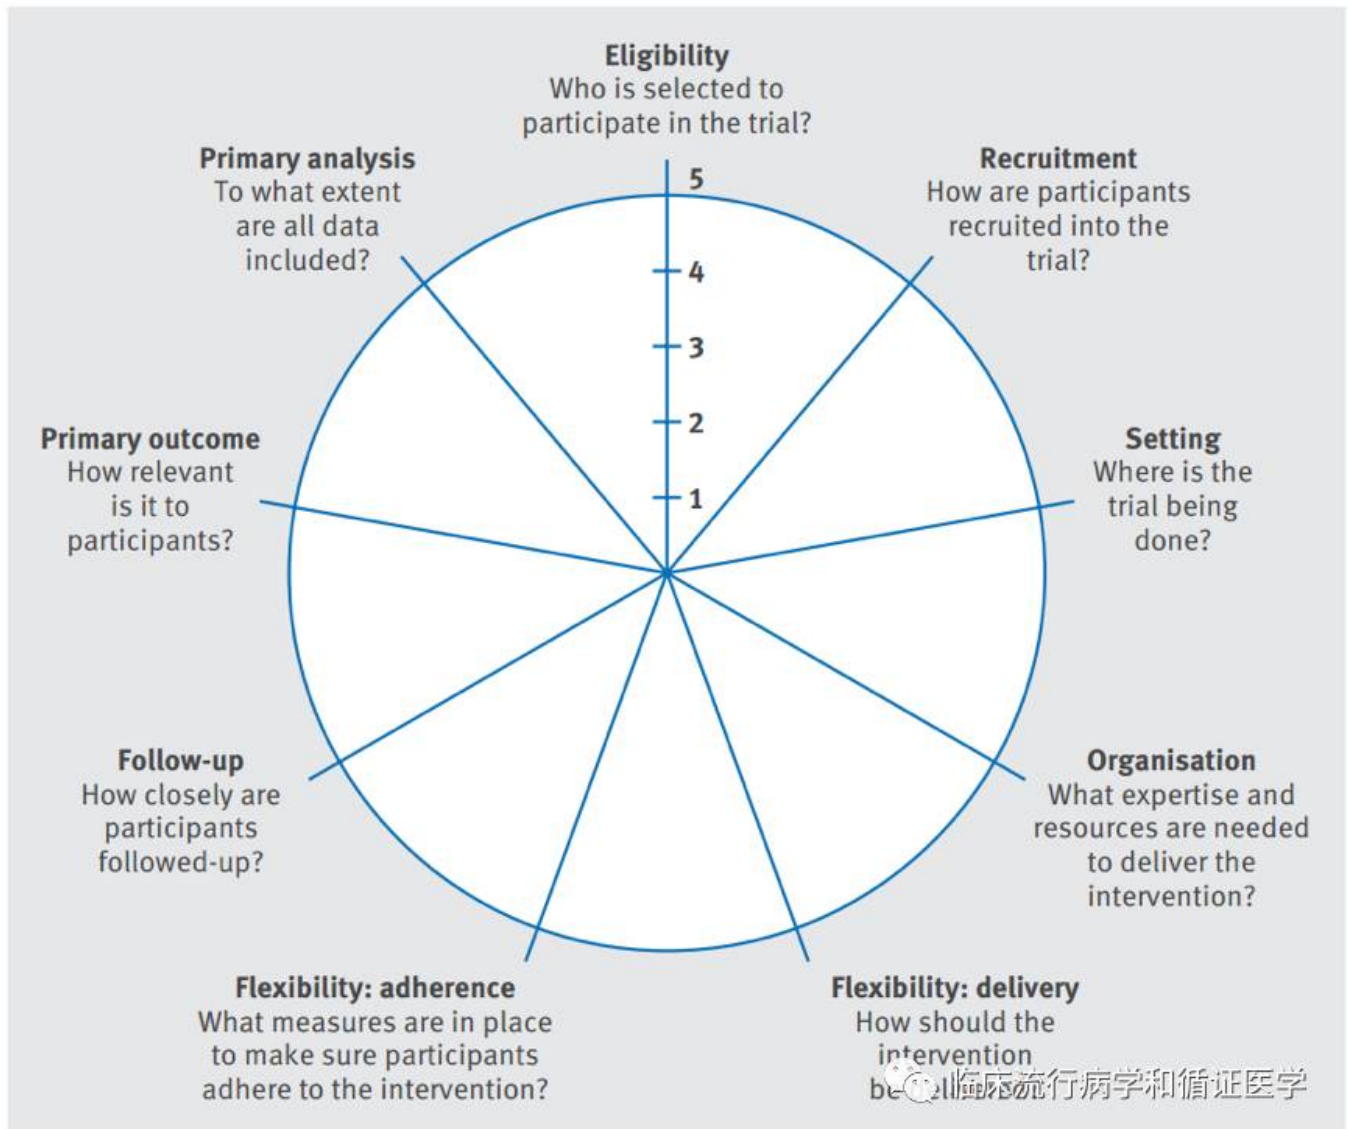 Eligibility
Who is selected to
participate in the trial?
Recruitment
How are participants
recruited into the
trial?
Setting
Where is the
trial being
done?
Organisation
What expertise and
resources are needed
to deliver the
intervention?
Flexibility: delivery
How should the
intervention
be
Flexibility: adherence
What measures are in place
to make sure participants
adhere to the intervention?
Follow-up
How closely are
participants
followed-up?
Primary outcome
How relevant
is it to
participants?
Primary analysis
To what extent
are all data
included?
5
4
3
2
1
临床流行病学和循证医学